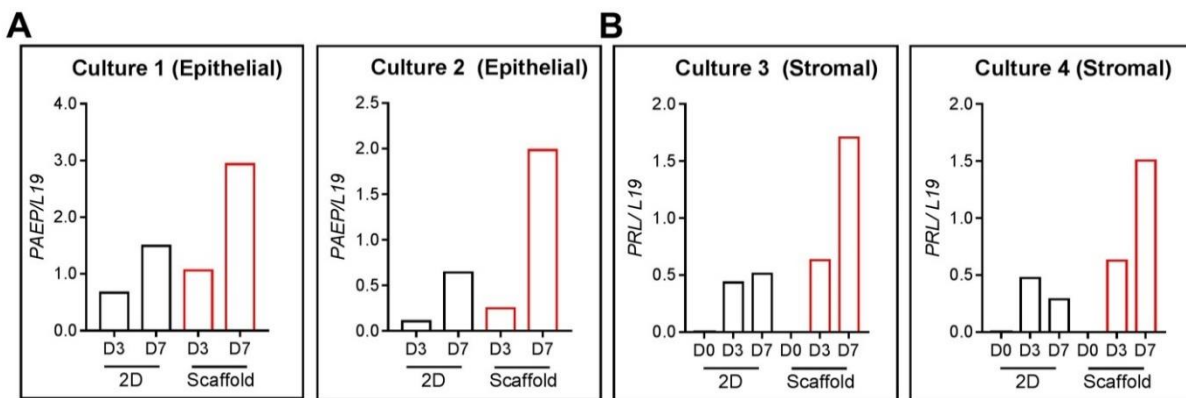 A
Culture 1 (Epithelial)
PAEP/L19
4.0
3.0
2.0
1.0
0.0
D3 D7 D3 D7
2D Scaffold
Culture 2 (Epithelial)
PAEP/L19
2.5
2.0
1.5
1.0
0.5
0.0
D3 D7 D3 D7
2D Scaffold
B
Culture 3 (Stromal)
PRL/ L19
2.0
1.5
1.0
0.5
0.0
D0 D3 D7 D0 D3 D7
2D Scaffold
Culture 4 (Stromal)
PRL/ L19
2.0
1.5
1.0
0.5
0.0
D0 D3 D7 D0 D3 D7
2D Scaffold